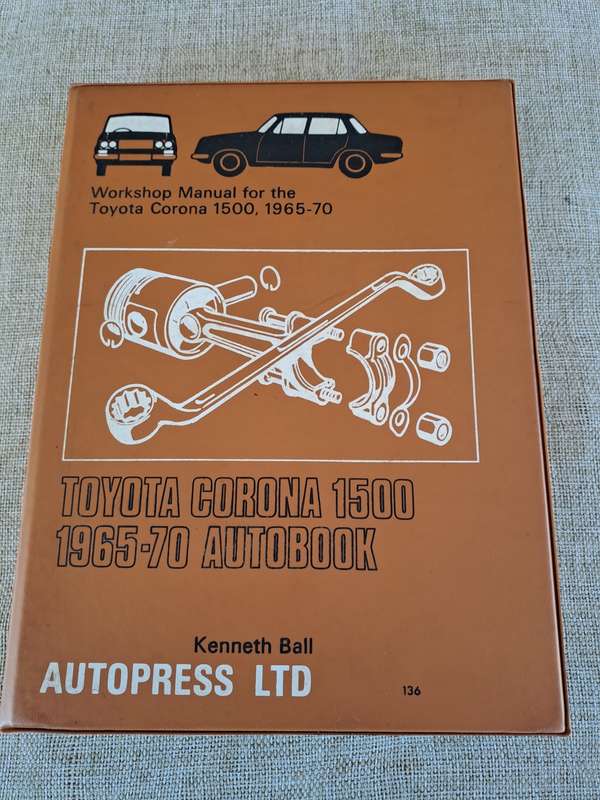 Workshop Manual for the
Toyota Corona 1500, 1965-70
TOYOTA CORONA 1500
1965-70 AUTOBOOK
Kenneth Ball
AUTOPRESS LTD
136